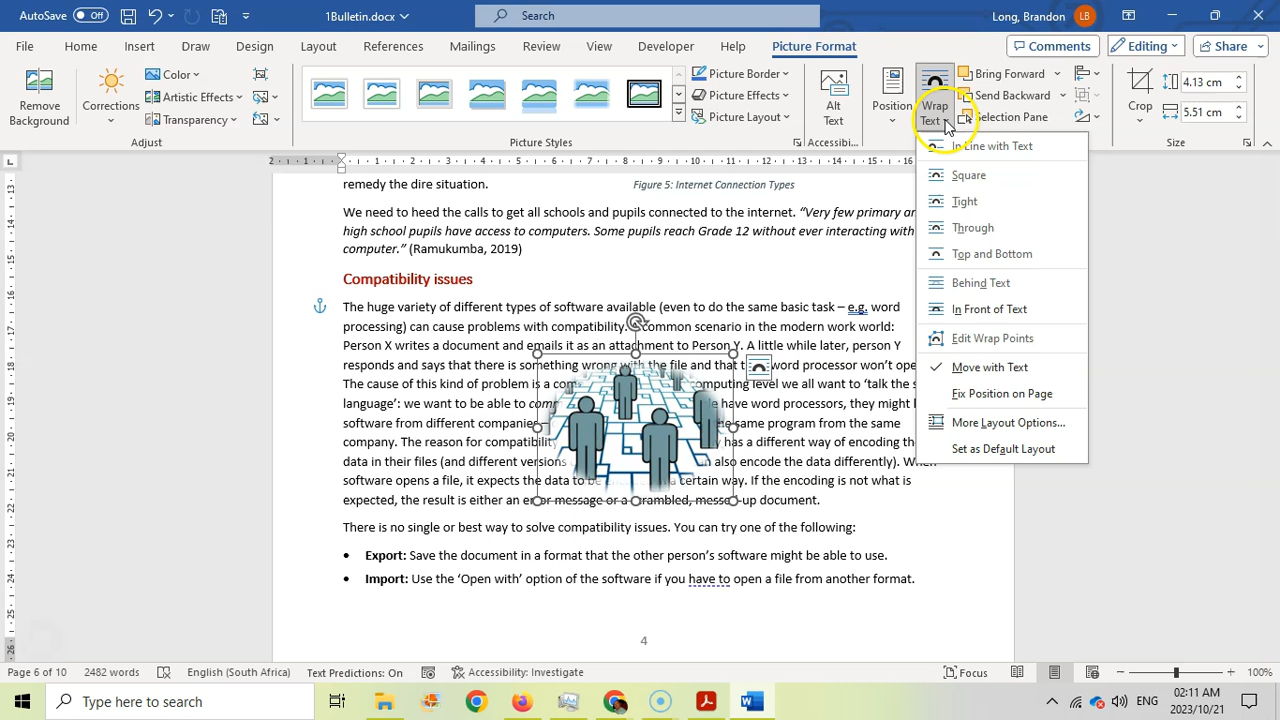 AutoSave Off 1Bulletin.docx Search Long, Brandon LB
File Home Insert Draw Design Layout References Mailings Review View Developer Help Picture Format Comments Editing Share
Remove Background
Corrections
Color
Artistic Effects
Transparency
Picture Border
Picture Effects
Picture Layout
Picture Styles
Alt Text
Accessibi...
Position
Wrap Text
Bring Forward
Send Backward
Selection Pane
Crop
4.13 cm
5.51 cm
Size
In Line with Text
Square
Tight
Through
Top and Bottom
Behind Text
In Front of Text
Edit Wrap Points
Move with Text
Fix Position on Page
More Layout Options...
Set as Default Layout
remedy the dire situation. Figure 5: Internet Connection Types
We need to heed the calls to get all schools and pupils connected to the internet. “Very few primary an
high school pupils have access to computers. Some pupils reach Grade 12 without ever interacting with
computer.” (Ramukumba, 2019)
Compatibility issues
The huge variety of different types of software available (even to do the same basic task – e.g. word
processing) can cause problems with compatibility. common scenario in the modern work world:
Person X writes a document and emails it as an attachment to Person Y. A little while later, person Y
responds and says that there is something wrong with the file and that t word processor won't ope
The cause of this kind of problem is a com computing level we all want to ‘talk the s
language’: we want to be able to com e have word processors, they might
software from different companies he same program from the same
company. The reason for compatibility y has a different way of encoding the
data in their files (and different versions n also encode the data differently). Whe
software opens a file, it expects the data to be a certain way. If the encoding is not what is
expected, the result is either an error message or a scrambled, messed-up document.
There is no single or best way to solve compatibility issues. You can try one of the following:
• Export: Save the document in a format that the other person’s software might be able to use.
• Import: Use the ‘Open with’ option of the software if you have to open a file from another format.
4
Page 6 of 10 2482 words English (South Africa) Text Predictions: On Accessibility: Investigate Focus 100%
Type here to search ENG 02:11 AM
2023/10/21